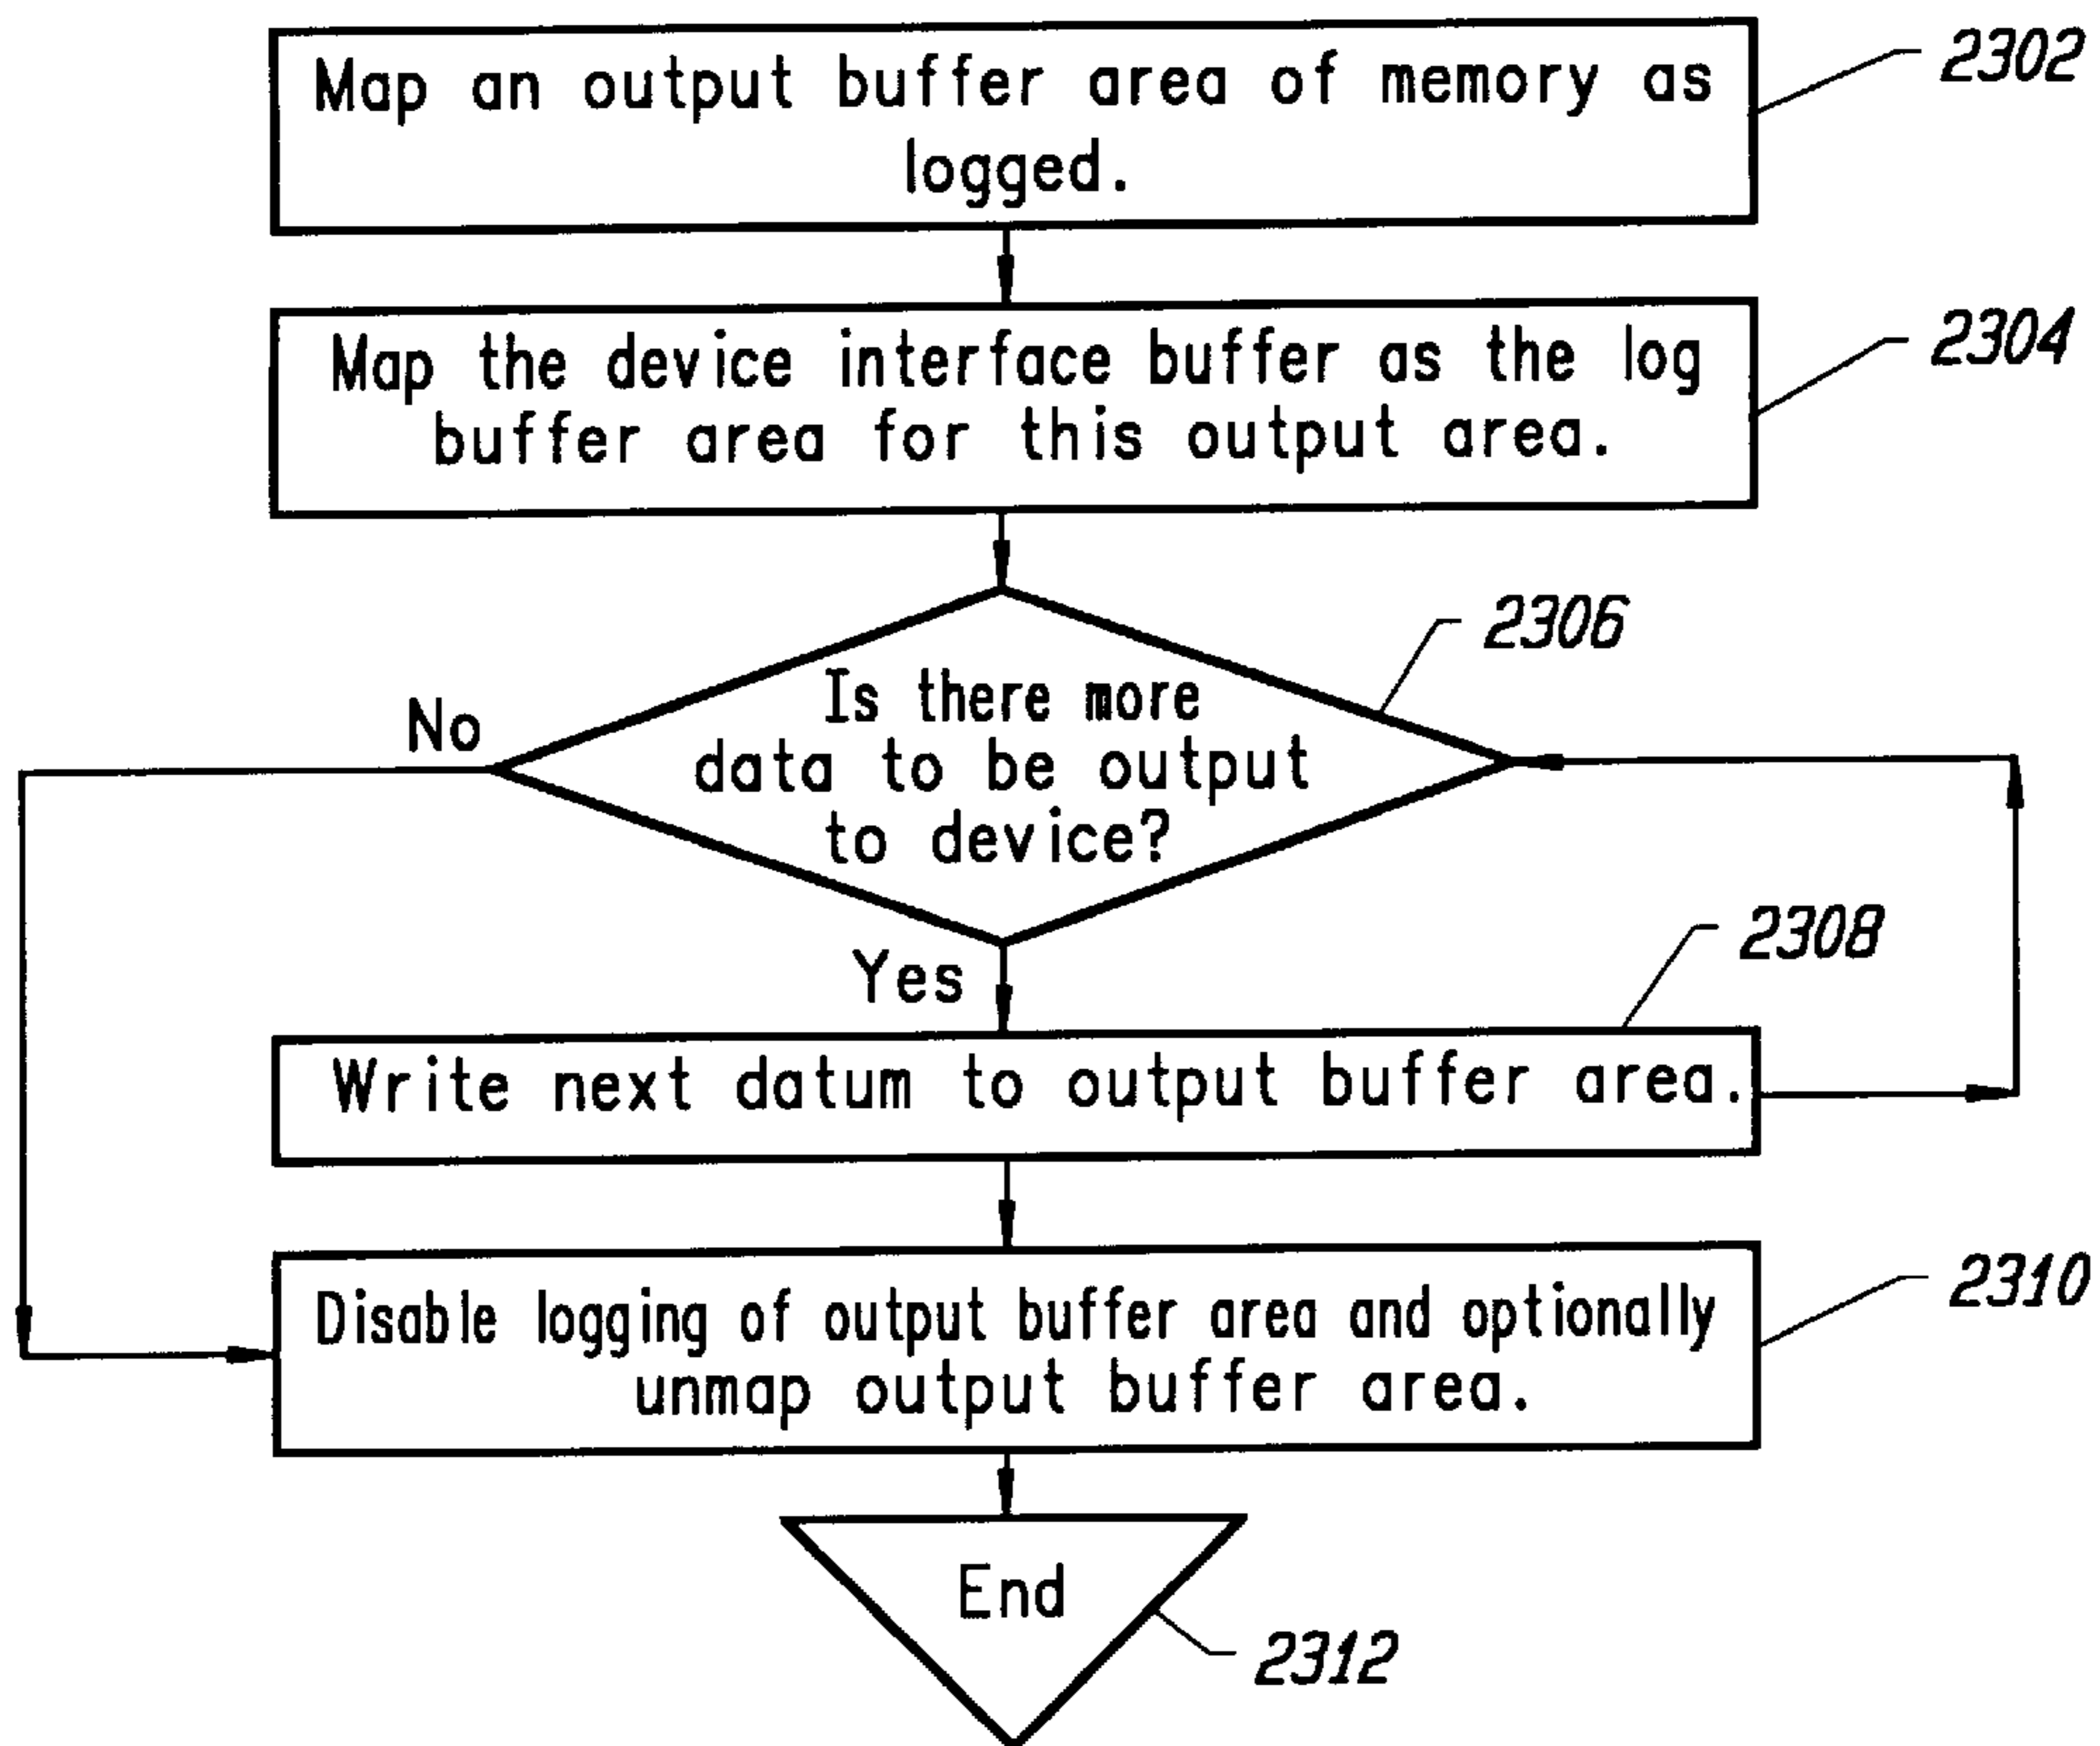 Map an output buffer area of memory as
logged.
2302
Map the device interface buffer as the log
buffer area for this output area.
2304
2306
Is there more
data to be output
to device?
No
Yes
2308
Write next datum to output buffer area.
Disable logging of output buffer area and optionally
unmap output buffer area.
2310
End
2312